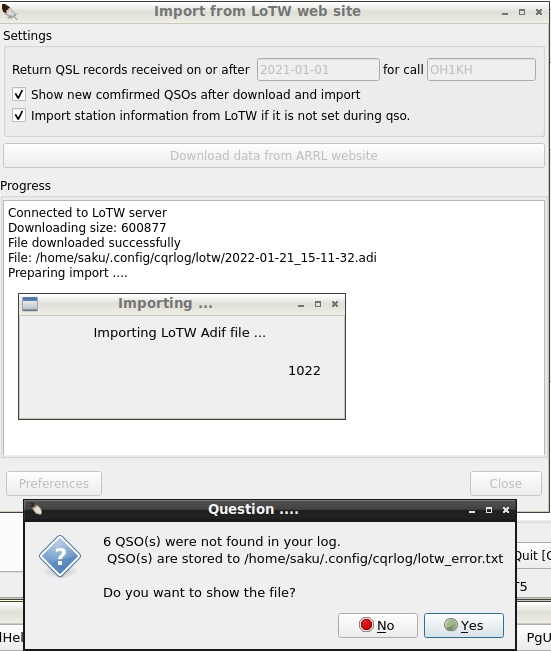 Import from LoTW web site
Settings
Return QSL records received on or after 2021-01-01 for call OH1KH
Show new comfirmed QSOs after download and import
Import station information from LoTW if it is not set during qso.
Download data from ARRL website
Progress
Connected to LoTW server
Downloading size: 600877
File downloaded successfully
File: /home/saku/.config/cqrlog/lotw/2022-01-21_15-11-32.adi
Preparing import ....
Importing ...
Importing LoTW Adif file ...
1022
Preferences
Close
Question ....
6 QSO(s) were not found in your log.
QSO(s) are stored to /home/saku/.config/cqrlog/lotw_error.txt
Do you want to show the file?
No
Yes
Quit [
T5
Hel
PgU